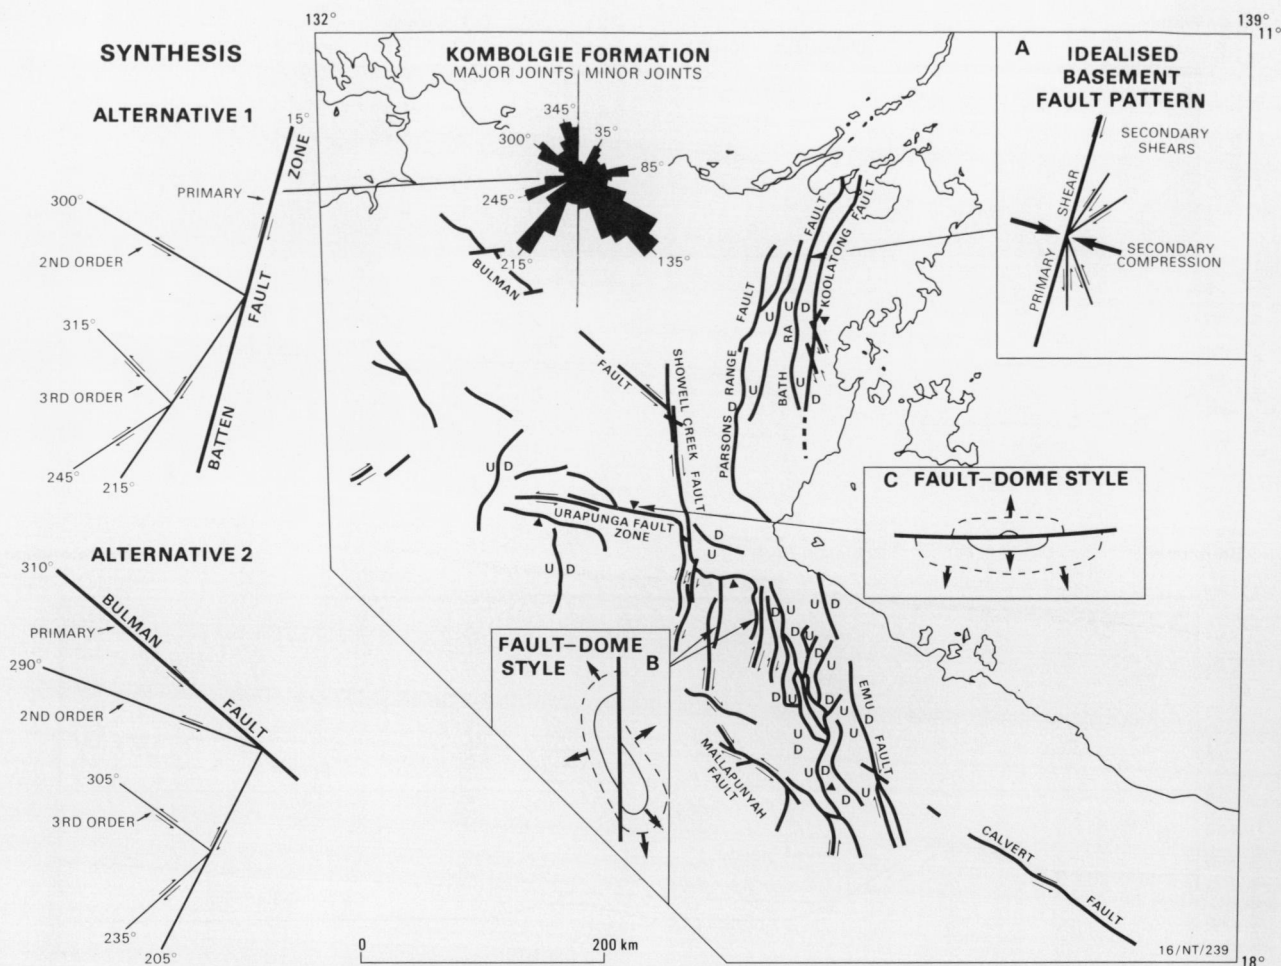 132°
139°
11°
SYNTHESIS
ALTERNATIVE 1
15°
ZONE
PRIMARY
300°
2ND ORDER
FAULT
315°
3RD ORDER
BATTEN
245°
215°
ALTERNATIVE 2
310°
BULMAN
PRIMARY
290°
2ND ORDER
FAULT
305°
3RD ORDER
235°
205°
KOMBOLGIE FORMATION
MAJOR JOINTS MINOR JOINTS
345°
35°
300°
85°
245°
215°
135°
BULMAN
FAULT
SHOWELL CREEK FAULT
PARSONS RANGE FAULT
U
D
U
BATH RA FAULT
U D
U
D
KOOLATONG FAULT
A
IDEALISED
BASEMENT
FAULT PATTERN
SECONDARY
SHEARS
PRIMARY SHEAR
SECONDARY
COMPRESSION
U D
URAPUNGA FAULT
ZONE
U D
D
U
C FAULT–DOME STYLE
FAULT–DOME
STYLE
B
D U
U D
D U
D
U
D U D
U
U
U
D
U D
D
U
EMU FAULT
D
MALLAPUNYAH
FAULT
CALVERT
FAULT
0
200 km
16/NT/239
18°